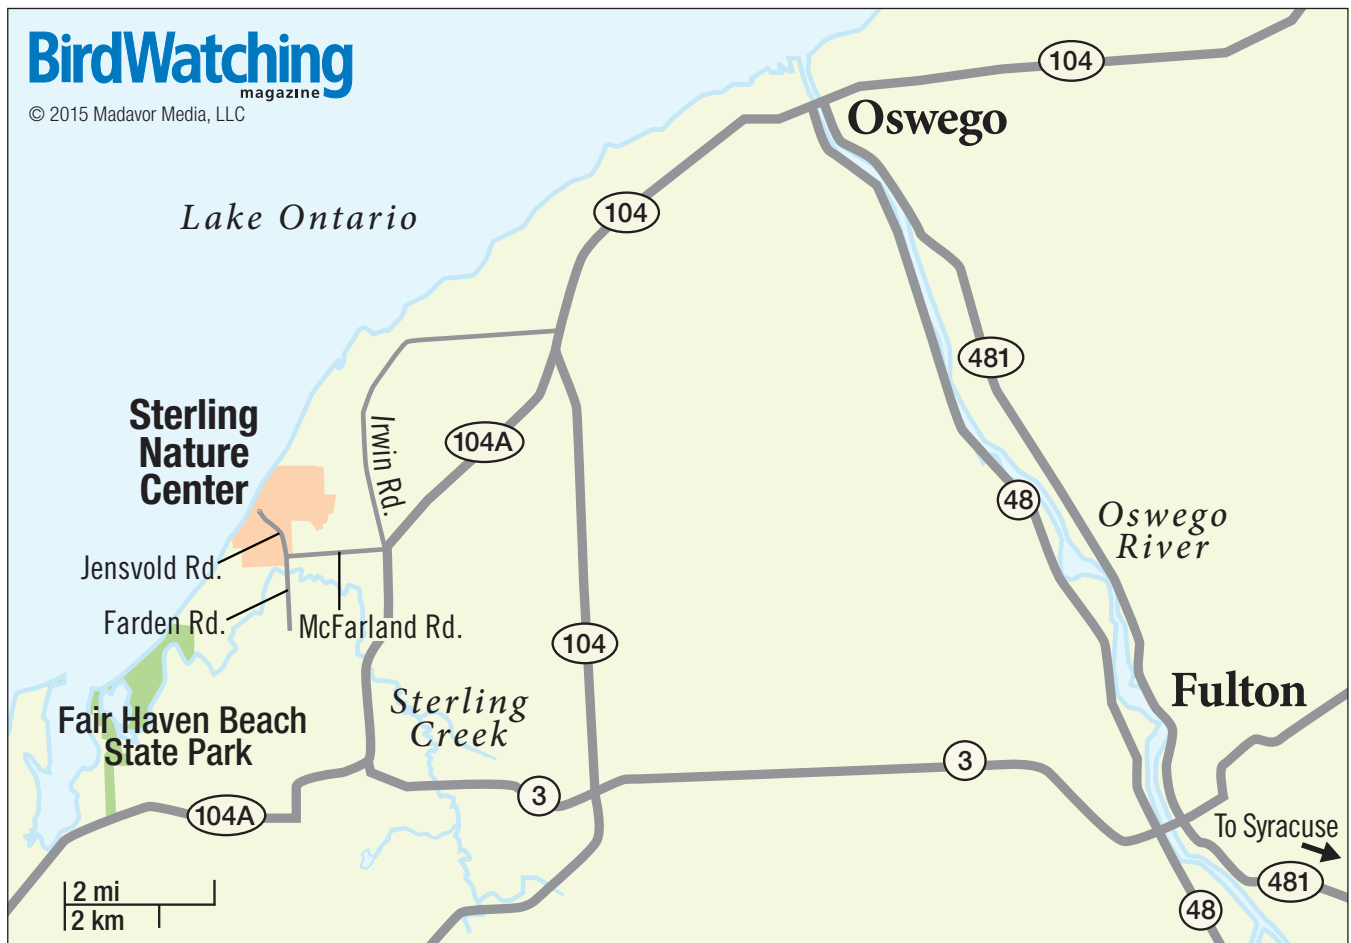 BirdWatching
magazine
© 2015 Madavor Media, LLC
104
Oswego
Lake Ontario
104
481
Sterling
Nature
Center
Irwin Rd.
104A
48
Oswego
River
Jensvold Rd.
Farden Rd.
McFarland Rd.
104
Sterling
Creek
Fulton
Fair Haven Beach
State Park
3
3
104A
To Syracuse
481
2 mi
2 km
48